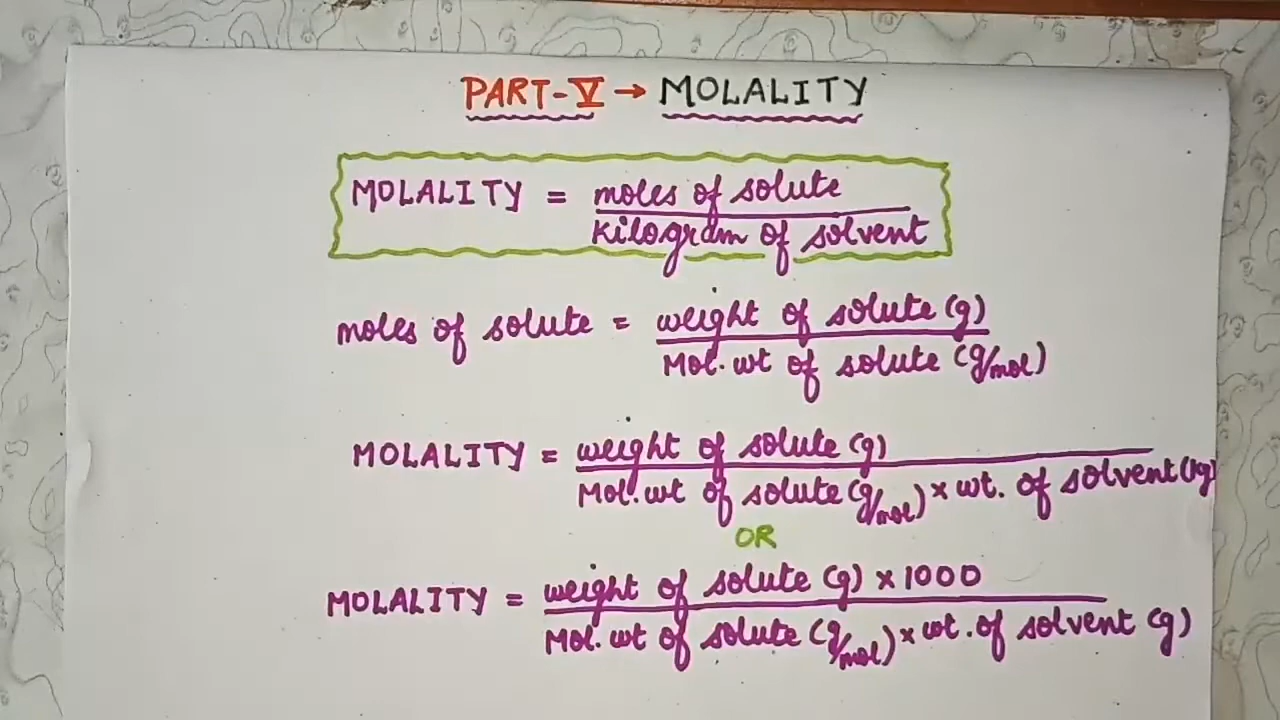 PART-V → MOLALITY
MOLALITY = moles of solute
kilogram of solvent
moles of solute = weight of solute (g)
Mol. wt of solute (g/mol)
MOLALITY = weight of solute (g)
Mol. wt of solute (g/mol) × wt. of solvent (kg)
OR
MOLALITY = weight of solute (g) × 1000
Mol. wt of solute (g/mol) × wt. of solvent (g)